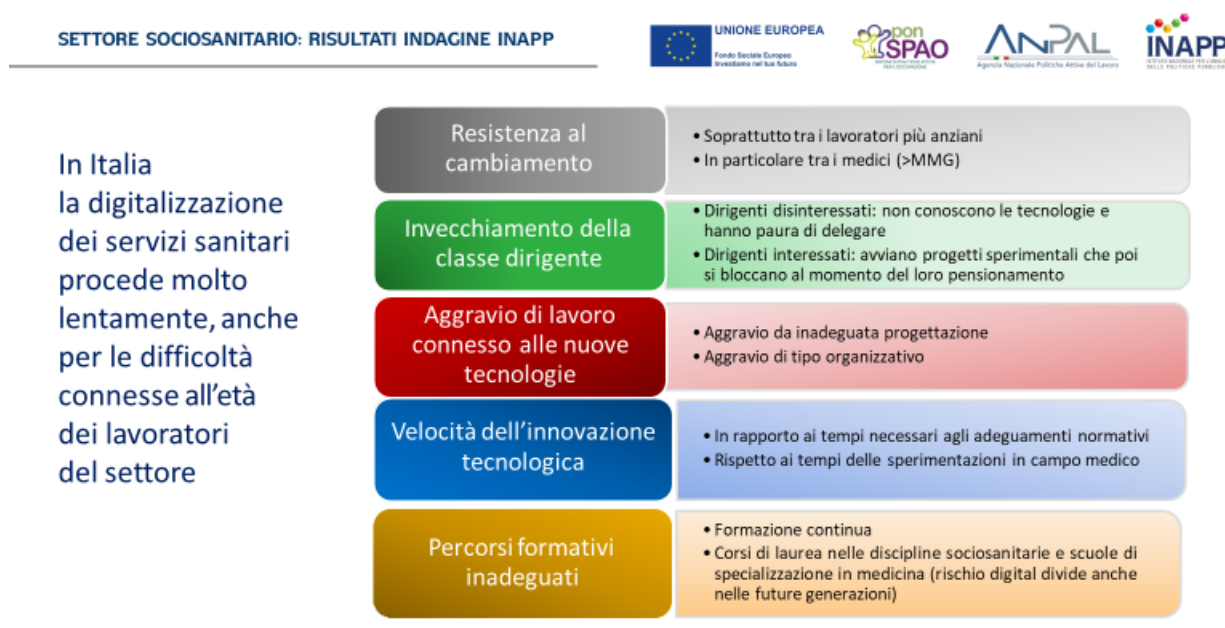 SETTORE SOCIOSANITARIO: RISULTATI INDAGINE INAPP
UNIONE EUROPEA
Fondo Sociale Europeo
Investiamo nel tuo futuro
pon
SPAO
ANPAL
Agenzia Nazionale Politiche Attive del Lavoro
INAPP
In Italia
la digitalizzazione
dei servizi sanitari
procede molto
lentamente, anche
per le difficoltà
connesse all'età
dei lavoratori
del settore
Resistenza al
cambiamento
• Soprattutto tra i lavoratori più anziani
• In particolare tra i medici (>MMG)
Invecchiamento della
classe dirigente
• Dirigenti disinteressati: non conoscono le tecnologie e
hanno paura di delegare
• Dirigenti interessati: avviano progetti sperimentali che poi
si bloccano al momento del loro pensionamento
Aggravio di lavoro
connesso alle nuove
tecnologie
• Aggravio da inadeguata progettazione
• Aggravio di tipo organizzativo
Velocità dell'innovazione
tecnologica
• In rapporto ai tempi necessari agli adeguamenti normativi
• Rispetto ai tempi delle sperimentazioni in campo medico
Percorsi formativi
inadeguati
• Formazione continua
• Corsi di laurea nelle discipline sociosanitarie e scuole di
specializzazione in medicina (rischio digital divide anche
nelle future generazioni)